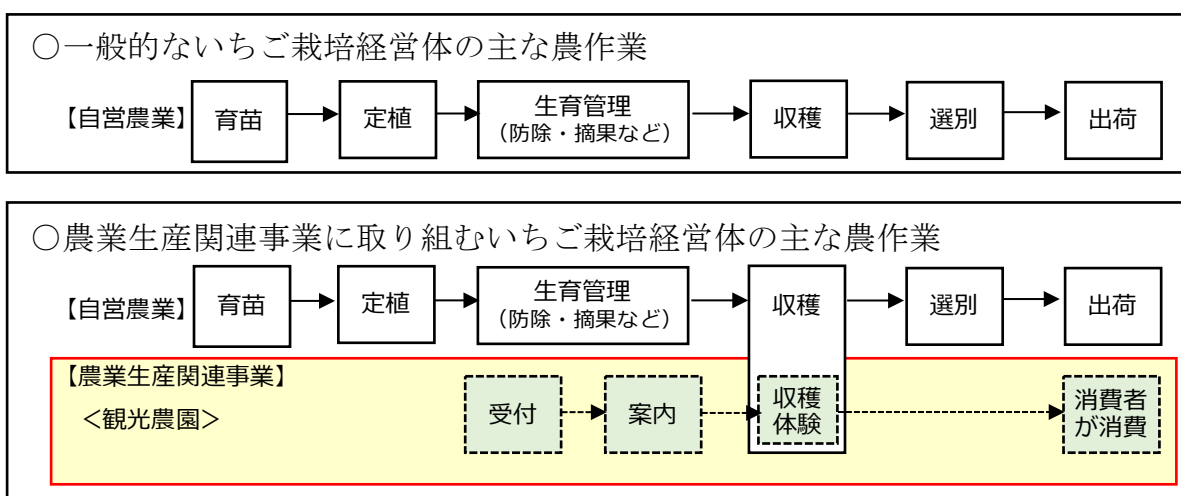 ○一般的ないちご栽培経営体の主な農作業
【自営農業】 育苗 定植 生育管理 収穫 選別 出荷
（防除・摘果など）
○農業生産関連事業に取り組むいちご栽培経営体の主な農作業
【自営農業】 育苗 定植 生育管理 収穫 選別 出荷
（防除・摘果など）
【農業生産関連事業】
＜観光農園＞ 受付 案内 収穫 消費者
体験 が消費